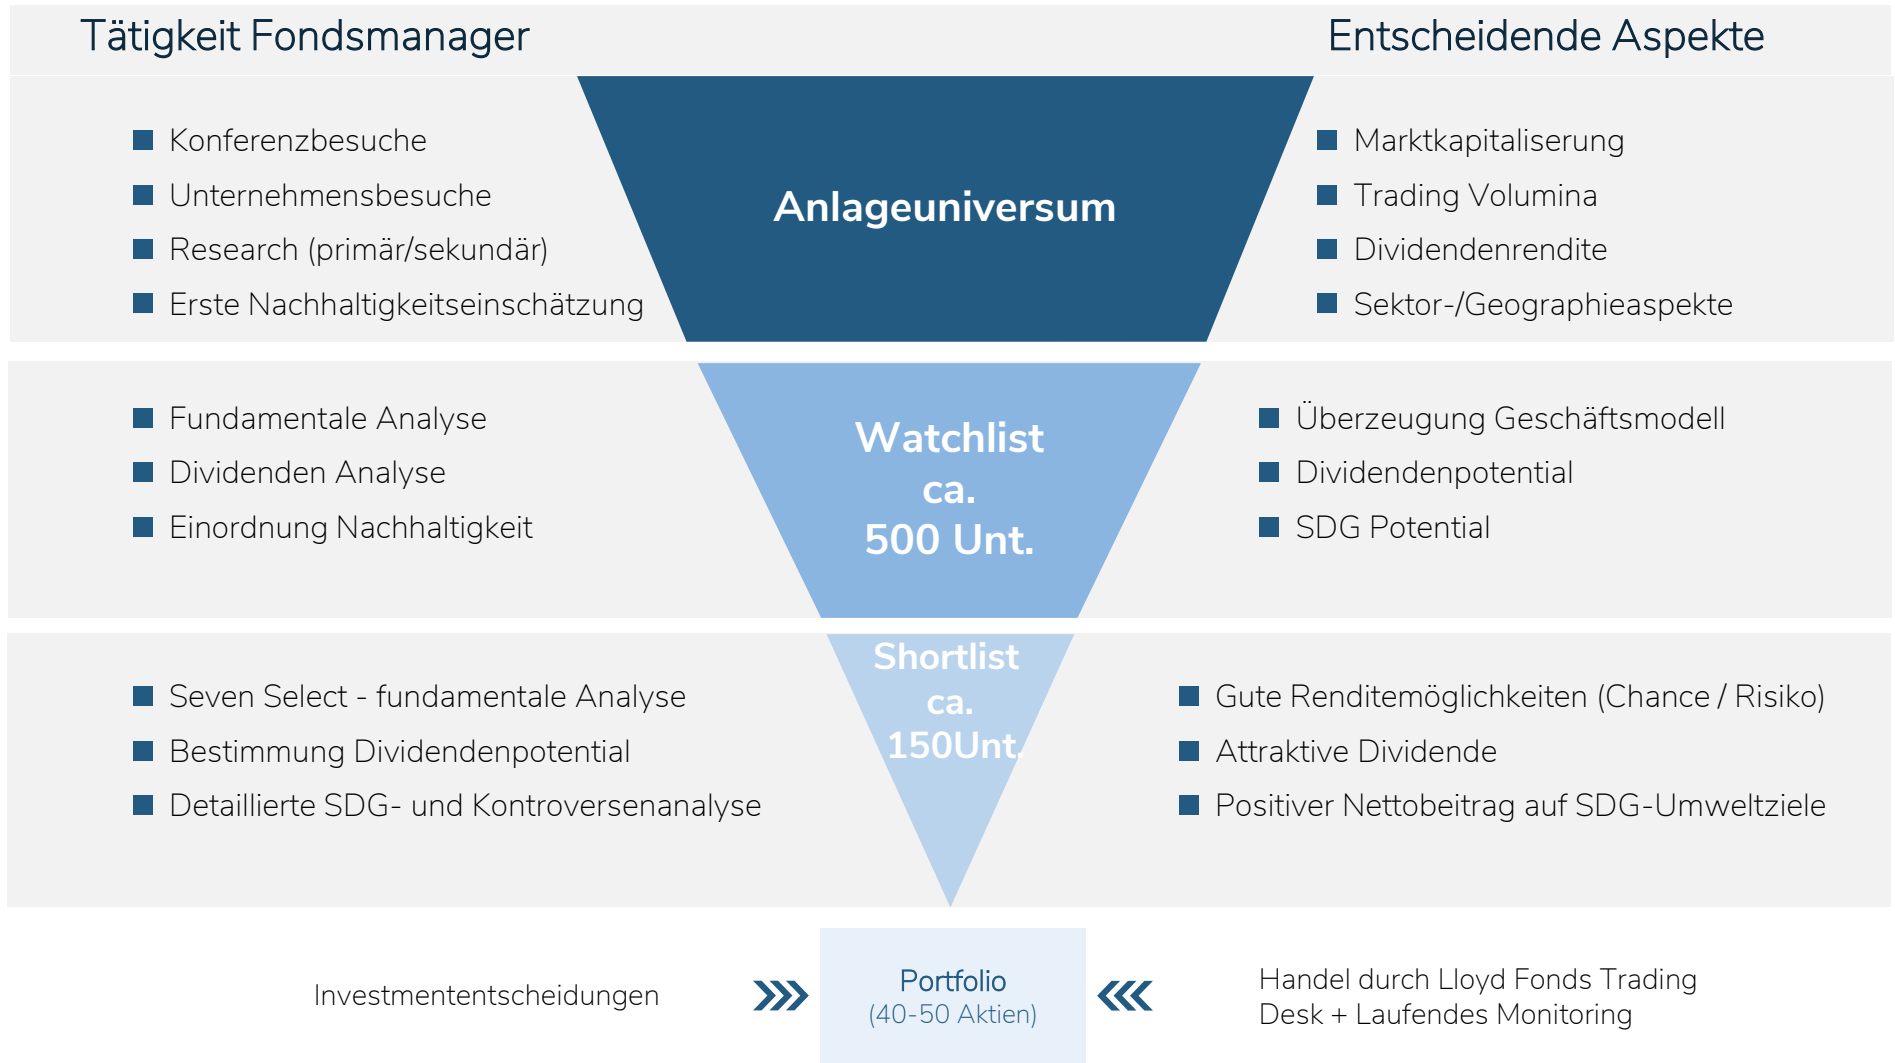 Tätigkeit Fondsmanager
Entscheidende Aspekte
Konferenzbesuche
Unternehmensbesuche
Research (primär/sekundär)
Erste Nachhaltigkeitseinschätzung
Anlageuniversum
Marktkapitaliserung
Trading Volumina
Dividendenrendite
Sektor-/Geographieaspekte
Fundamentale Analyse
Dividenden Analyse
Einordnung Nachhaltigkeit
Watchlist
ca.
500 Unt.
Überzeugung Geschäftsmodell
Dividendenpotential
SDG Potential
Seven Select - fundamentale Analyse
Bestimmung Dividendenpotential
Detaillierte SDG- und Kontroversenanalyse
Shortlist
ca.
150Unt.
Gute Renditemöglichkeiten (Chance / Risiko)
Attraktive Dividende
Positiver Nettobeitrag auf SDG-Umweltziele
Investmententscheidungen
Portfolio
(40-50 Aktien)
Handel durch Lloyd Fonds Trading
Desk + Laufendes Monitoring